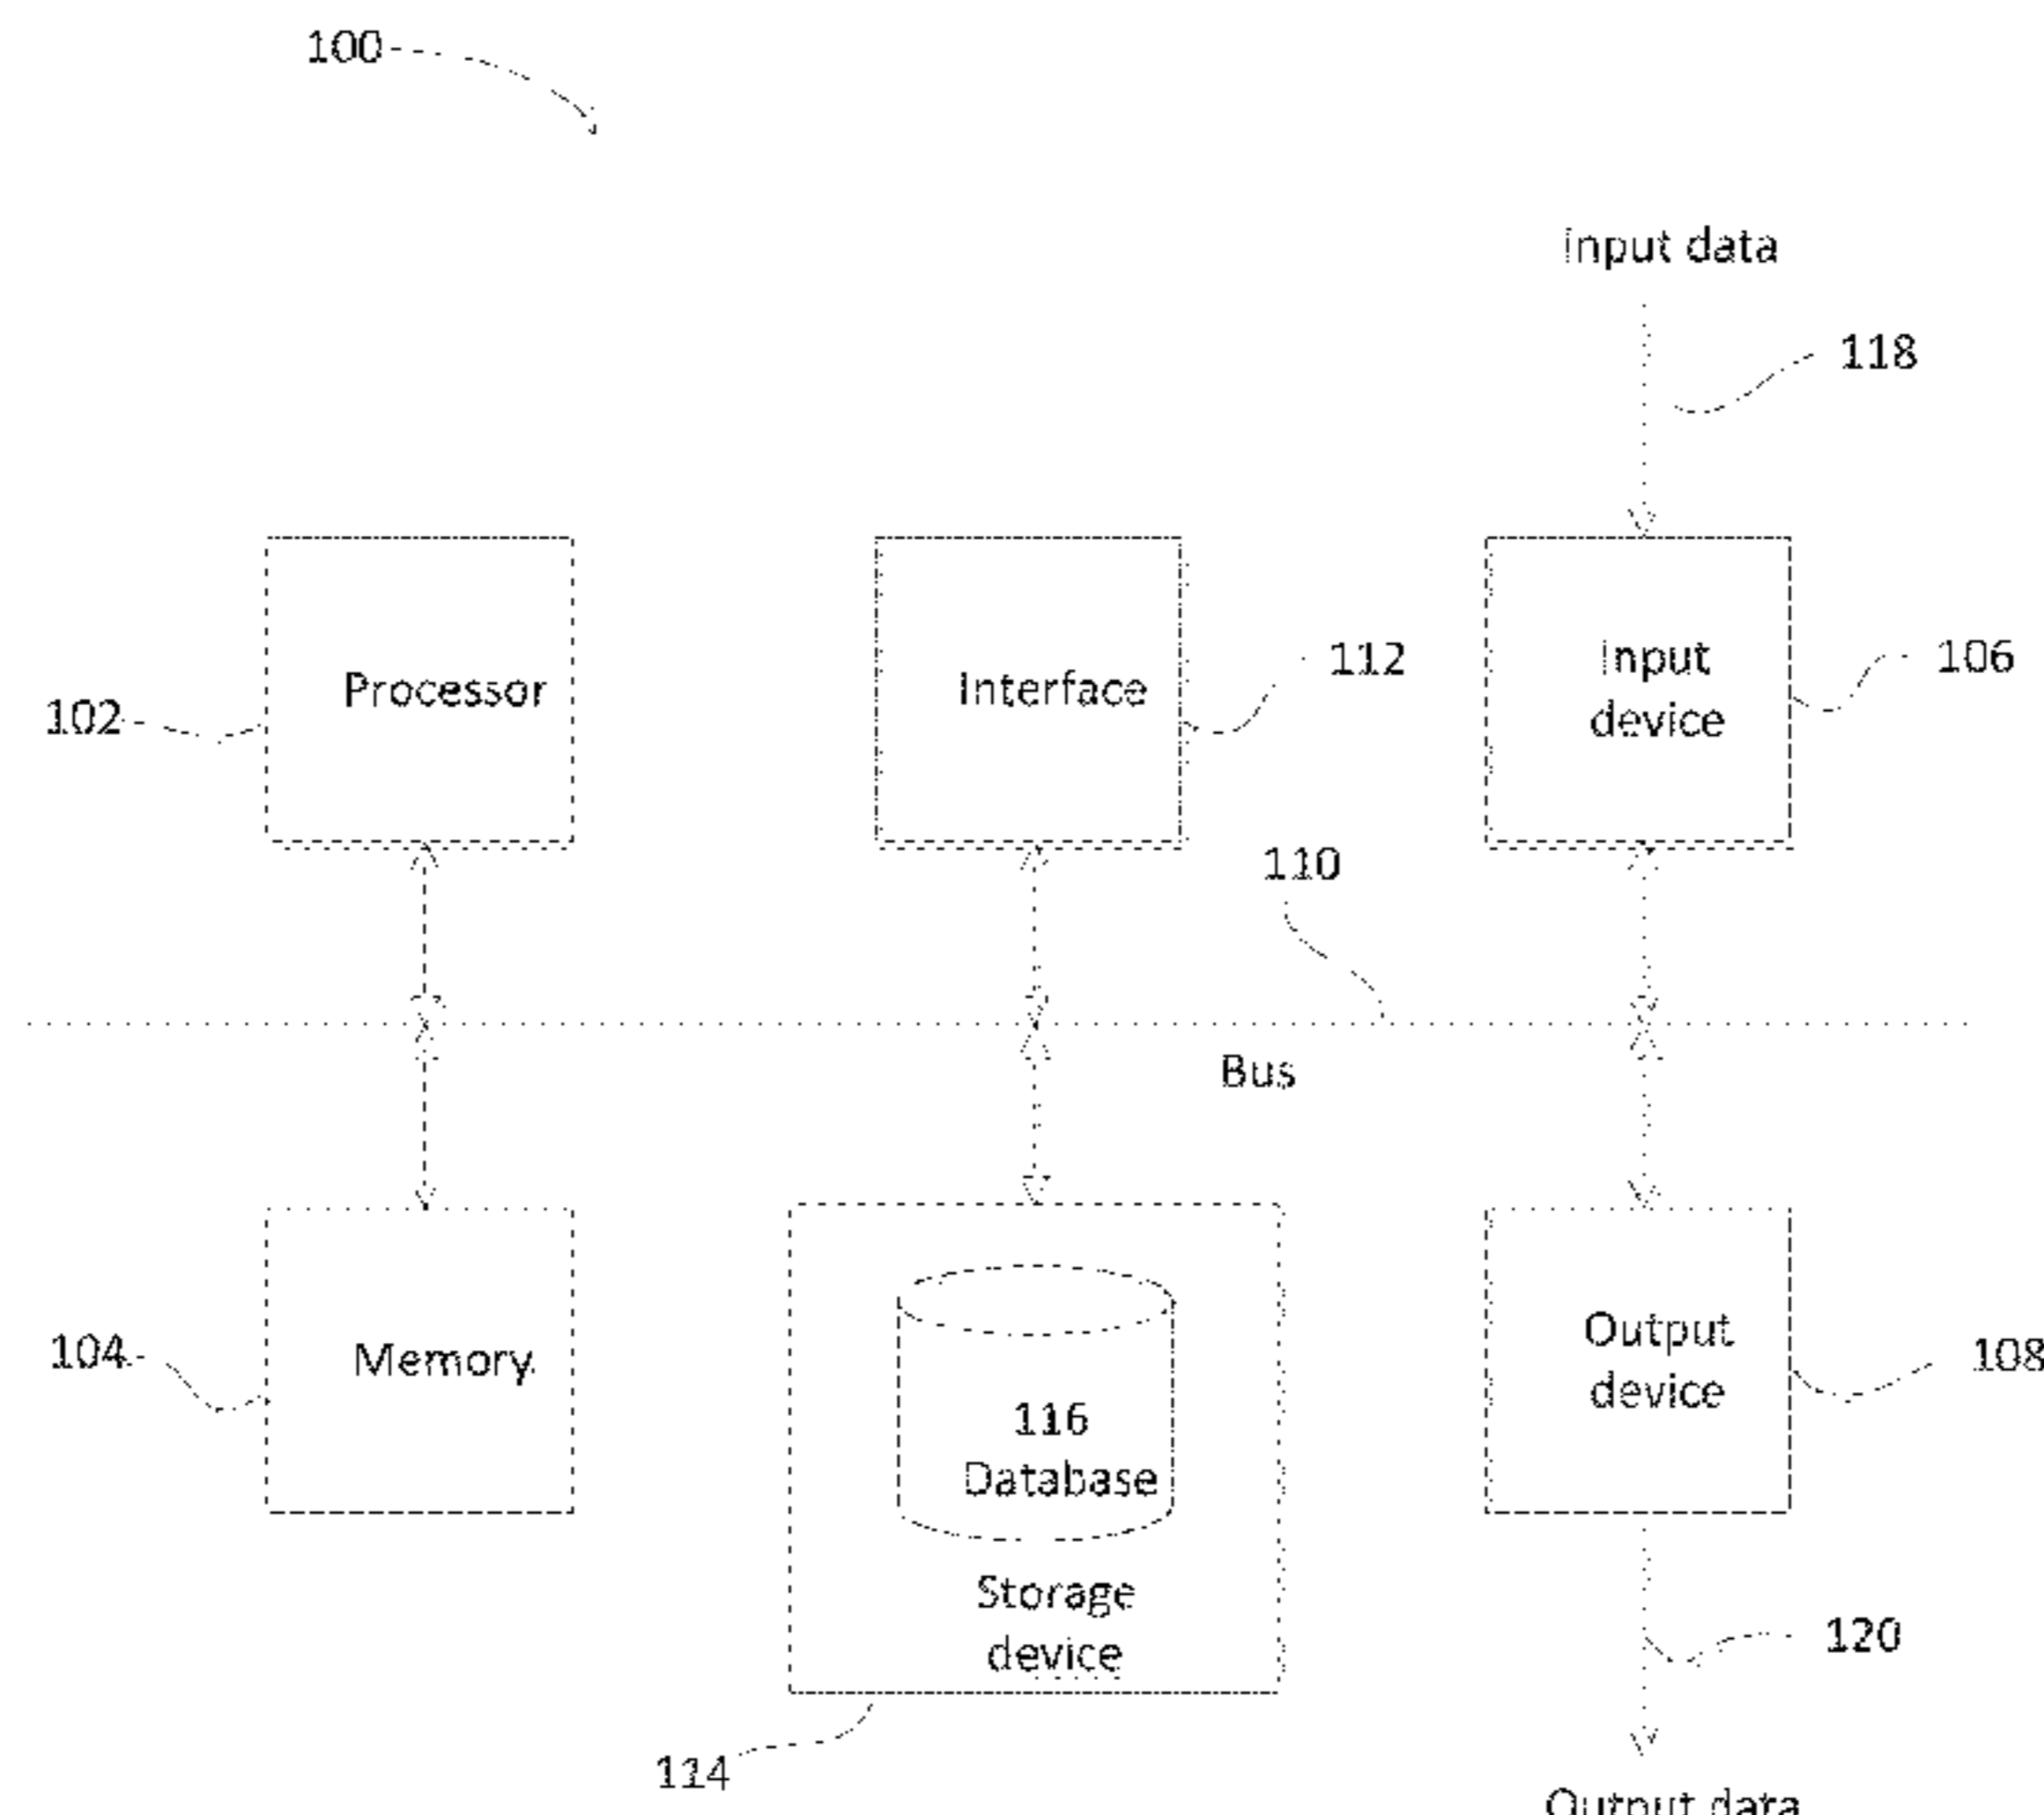 100
Input data
118
Processor
Interface
Input
device
102
112
106
110
Bus
Memory
104
116
Database
Storage
device
Output
device
108
114
120
Output data